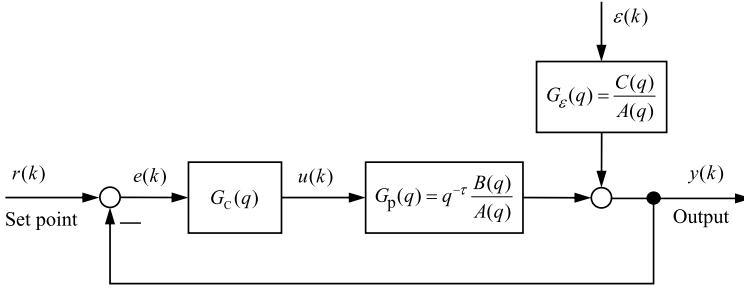 ε(k)
G_ε(q) = C(q)/A(q)
r(k)
e(k)
u(k)
y(k)
G_C(q)
G_p(q) = q^{-τ} B(q)/A(q)
Set point
—
Output